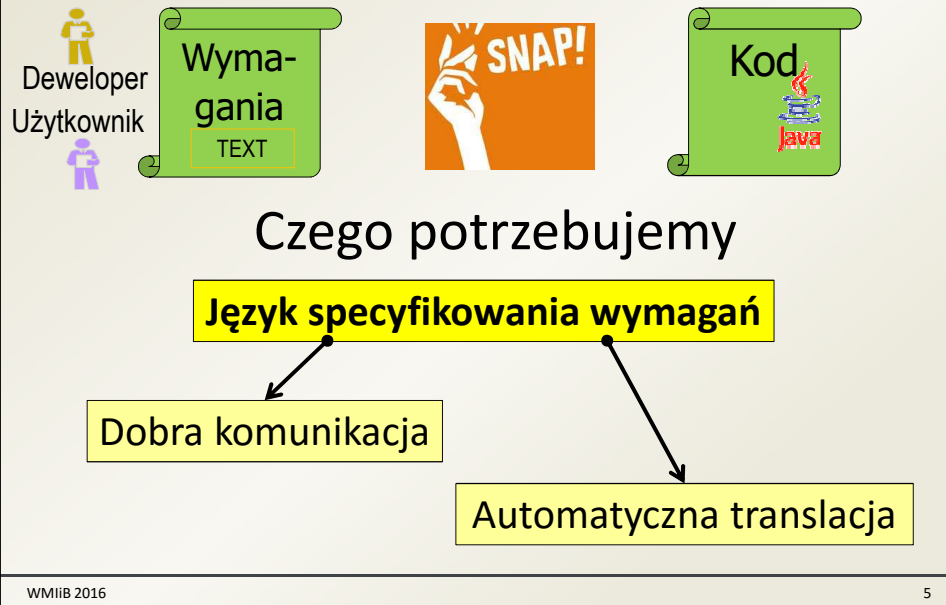 Deweloper
Użytkownik
Wyma-
gania
TEXT
SNAP!
Kod
Java
Czego potrzebujemy
Język specyfikowania wymagań
Dobra komunikacja
Automatyczna translacja
WMIiB 2016
5